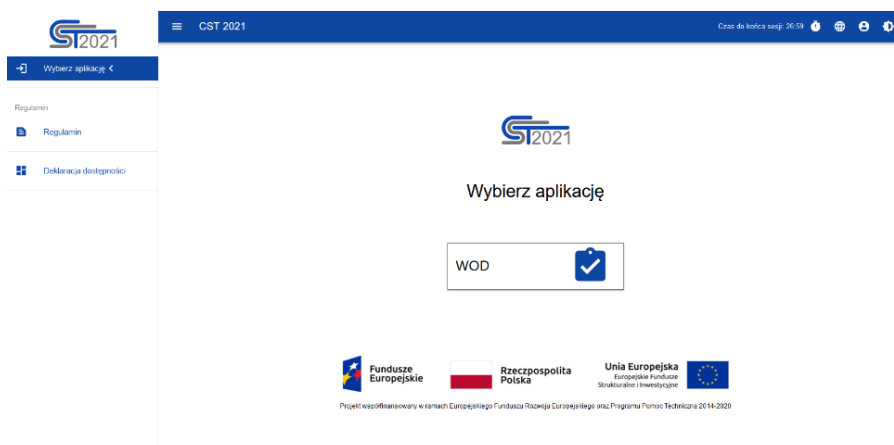 CST2021
Wybierz aplikację
Regulamin
Regulamin
Deklaracja dostępności
CST 2021
Czas do końca sesji: 26:59
CST2021
Wybierz aplikację
WOD
Fundusze
Europejskie
Rzeczpospolita
Polska
Unia Europejska
Europejskie Fundusze
Strukturalne i Inwestycyjne
Projekt współfinansowany w ramach Europejskiego Funduszu Rozwoju Europejskiego oraz Programu Pomoc Techniczna 2014-2020